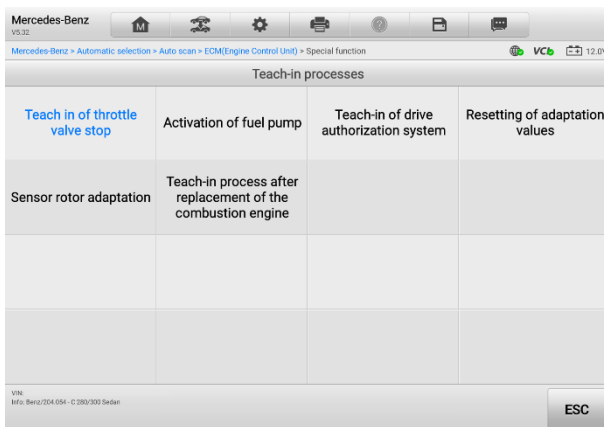 Mercedes-Benz
V5.32
M
?
Mercedes-Benz > Automatic selection > Auto scan > ECM(Engine Control Unit) > Special function
VCb 12.0V
Teach-in processes
Teach in of throttle
valve stop
Activation of fuel pump
Teach-in of drive
authorization system
Resetting of adaptation
values
Sensor rotor adaptation
Teach-in process after
replacement of the
combustion engine
VIN:
Info: Benz/204.054 - C 280/300 Sedan
ESC